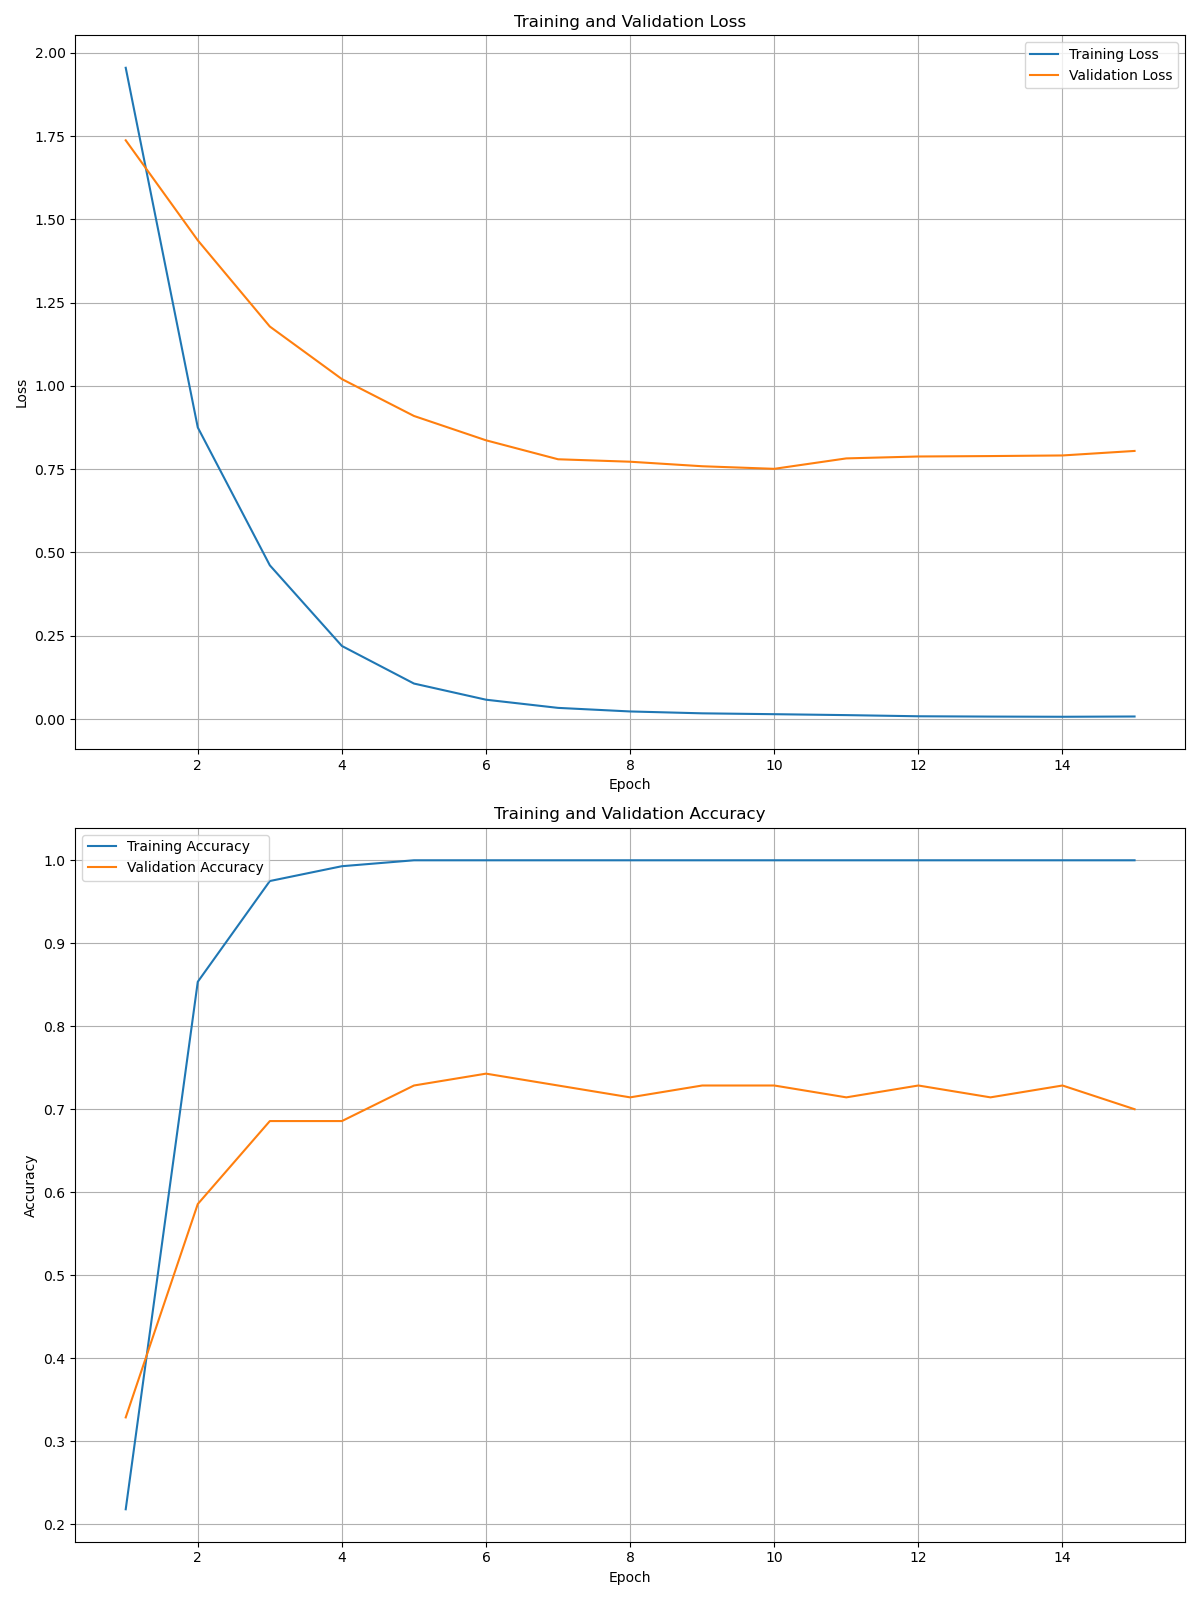 Training and Validation Loss
Training Loss
Validation Loss
2.00
1.75
1.50
1.25
1.00
0.75
0.50
0.25
0.00
Loss
2 4 6 8 10 12 14
Epoch
Training and Validation Accuracy
Training Accuracy
Validation Accuracy
1.0
0.9
0.8
0.7
0.6
0.5
0.4
0.3
0.2
Accuracy
2 4 6 8 10 12 14
Epoch